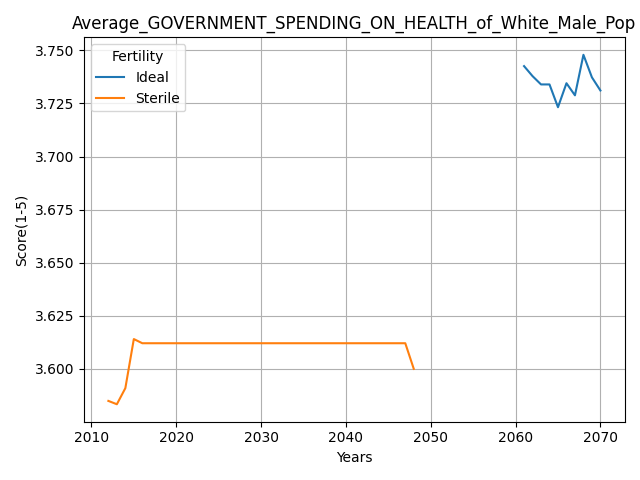 Average_GOVERNMENT_SPENDING_ON_HEALTH_of_White_Male_Pop
Fertility
Ideal
Sterile
3.750
3.725
3.700
3.675
3.650
3.625
3.600
Score(1-5)
2010 2020 2030 2040 2050 2060 2070
Years